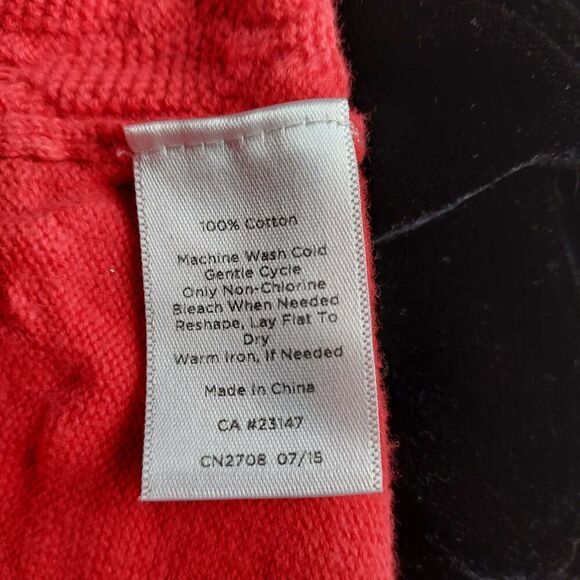 100% Cotton
Machine Wash Cold
Gentle Cycle
Only Non-Chlorine
Bleach When Needed
Reshape, Lay Flat To
Dry
Warm Iron, If Needed
Made in China
CA #23147
CN2708 07/15